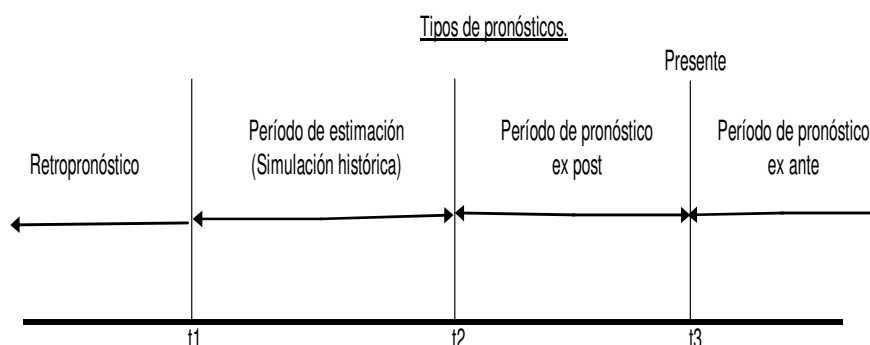 Tipos de pronósticos.
Presente
Retropronóstico
Período de estimación
(Simulación histórica)
Período de pronóstico
ex post
Período de pronóstico
ex ante
t1
t2
t3